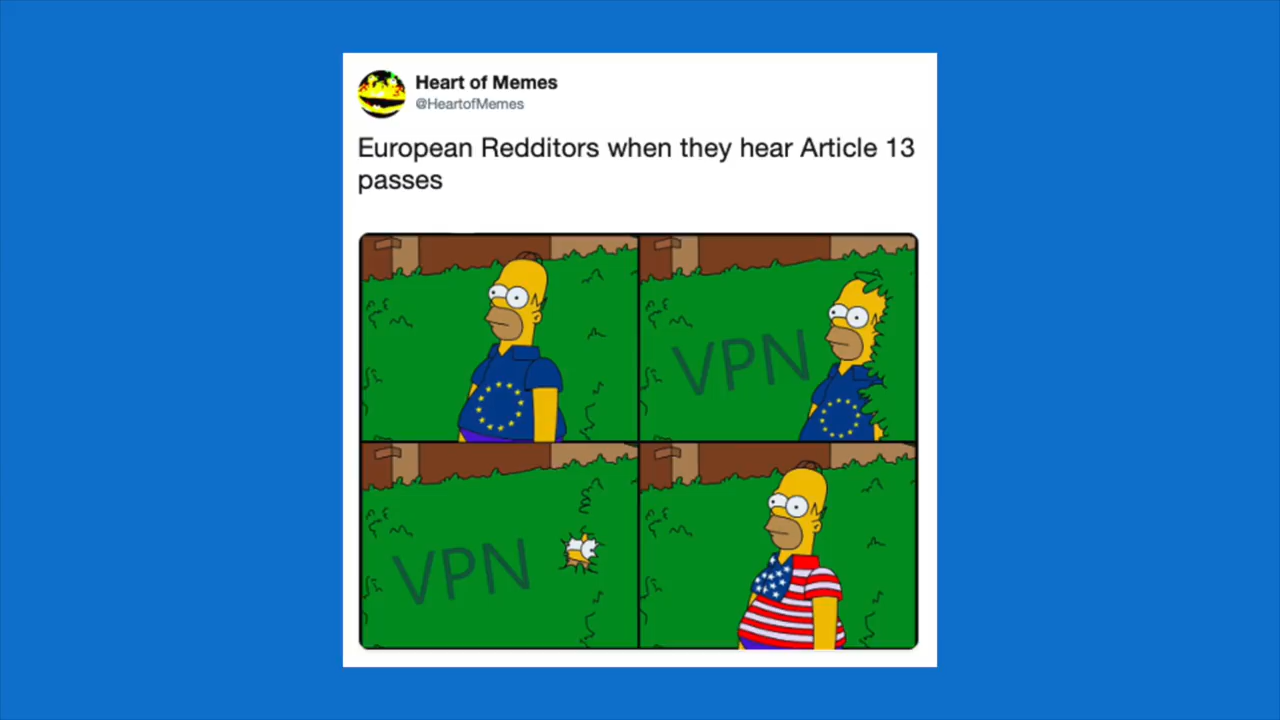 Heart of Memes
@HeartofMemes
European Redditors when they hear Article 13
passes
VPN
VPN